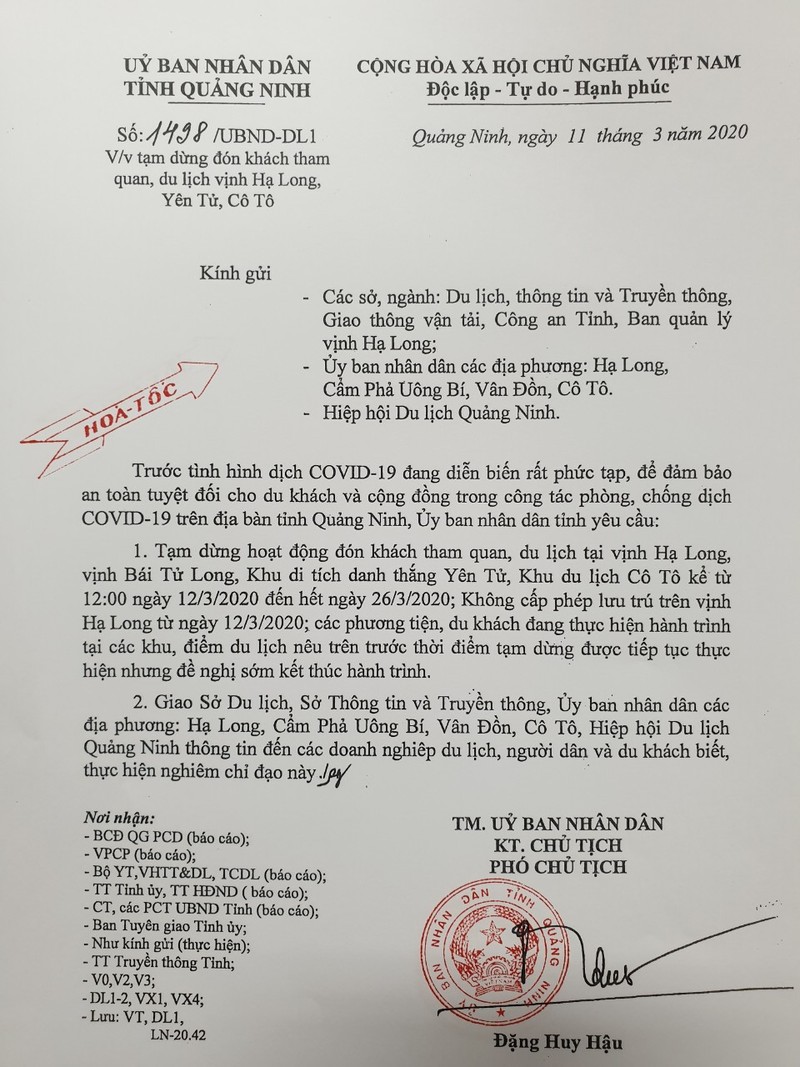 UỶ BAN NHÂN DÂN
TỈNH QUẢNG NINH
CỘNG HÒA XÃ HỘI CHỦ NGHĨA VIỆT NAM
Độc lập - Tự do - Hạnh phúc
Số: 1498 /UBND-DL1
V/v tạm dừng đón khách tham
quan, du lịch vịnh Hạ Long,
Yên Tử, Cô Tô
Quảng Ninh, ngày 11 tháng 3 năm 2020
Kính gửi
- Các sở, ngành: Du lịch, thông tin và Truyền thông,
Giao thông vận tải, Công an Tỉnh, Ban quản lý
vịnh Hạ Long;
- Ủy ban nhân dân các địa phương: Hạ Long,
Cẩm Phả Uông Bí, Vân Đồn, Cô Tô.
- Hiệp hội Du lịch Quảng Ninh.
HOA-TỐC
Trước tình hình dịch COVID-19 đang diễn biến rất phức tạp, để đảm bảo
an toàn tuyệt đối cho du khách và cộng đồng trong công tác phòng, chống dịch
COVID-19 trên địa bàn tỉnh Quảng Ninh, Ủy ban nhân dân tỉnh yêu cầu:
1. Tạm dừng hoạt động đón khách tham quan, du lịch tại vịnh Hạ Long,
vịnh Bái Tử Long, Khu di tích danh thắng Yên Tử, Khu du lịch Cô Tô kể từ
12:00 ngày 12/3/2020 đến hết ngày 26/3/2020; Không cấp phép lưu trú trên vịnh
Hạ Long từ ngày 12/3/2020; các phương tiện, du khách đang thực hiện hành trình
tại các khu, điểm du lịch nêu trên trước thời điểm tạm dừng được tiếp tục thực
hiện nhưng đề nghị sớm kết thúc hành trình.
2. Giao Sở Du lịch, Sở Thông tin và Truyền thông, Ủy ban nhân dân các
địa phương: Hạ Long, Cẩm Phả Uông Bí, Vân Đồn, Cô Tô, Hiệp hội Du lịch
Quảng Ninh thông tin đến các doanh nghiêp du lịch, người dân và du khách biết,
thực hiện nghiêm chỉ đạo này./.
Nơi nhận:
- BCĐ QG PCD (báo cáo);
- VPCP (báo cáo);
- Bộ YT,VHTT&DL, TCDL (báo cáo);
- TT Tỉnh ủy, TT HĐND ( báo cáo);
- CT, các PCT UBND Tỉnh (báo cáo);
- Ban Tuyên giao Tỉnh ủy;
- Như kính gửi (thực hiện);
- TT Truyền thông Tỉnh;
- V0,V2,V3;
- DL1-2, VX1, VX4;
- Lưu: VT, DL1,
LN-20.42
TM. UỶ BAN NHÂN DÂN
KT. CHỦ TỊCH
PHÓ CHỦ TỊCH
ỦY BAN NHÂN DÂN TỈNH QUẢNG NINH
Đặng Huy Hậu